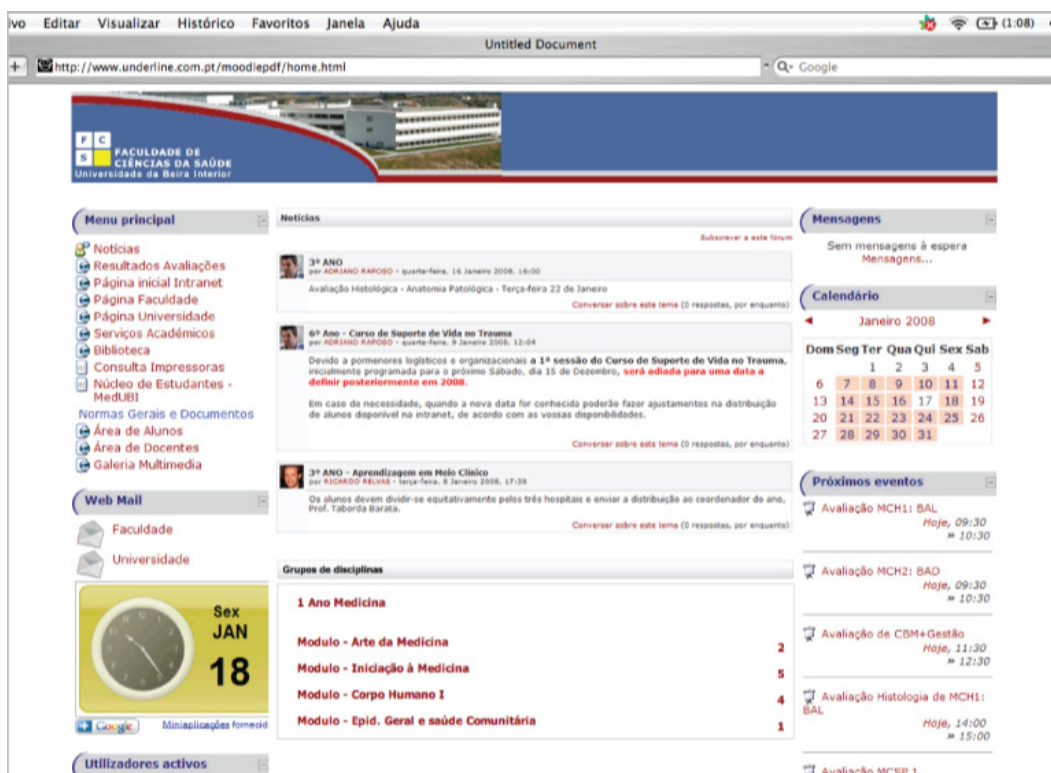 ivo Editar Visualizar Histórico Favoritos Janela Ajuda (1:08)
Untitled Document
+ http://www.underline.com.pt/moodlepdf/home.html Google
F C
S
FACULDADE DE
CIÊNCIAS DA SAÚDE
Universidade da Beira Interior
Menu principal
Notícias
Resultados Avaliações
Página inicial Intranet
Página Faculdade
Página Universidade
Serviços Académicos
Biblioteca
Consulta Impressoras
Núcleo de Estudantes -
MedUBI
Normas Gerais e Documentos
Área de Alunos
Área de Docentes
Galeria Multimedia
Web Mail
Faculdade
Universidade
Sex
JAN
18
Google Miniaplicações fornecid
Utilizadores activos
Notícias
Subscrever a este fórum
3º ANO
por ADRIANO RAPOSO - quarta-feira, 16 Janeiro 2008, 16:00
Avaliação Histológica - Anatomia Patológica - Terça-feira 22 de Janeiro
Conversar sobre este tema (0 respostas, por enquanto)
6º Ano - Curso de Suporte de Vida no Trauma
por ADRIANO RAPOSO - quarta-feira, 9 Janeiro 2008, 12:04
Devido a pormenores logísticos e organizacionais a 1ª sessão do Curso de Suporte de Vida no Trauma,
inicialmente programada para o próximo Sábado, dia 15 de Dezembro, será adiada para uma data a
definir posteriormente em 2008.
Em caso de necessidade, quando a nova data for conhecida poderão fazer ajustamentos na distribuição
de alunos disponível na intranet, de acordo com as vossas disponibilidades.
Conversar sobre este tema (0 respostas, por enquanto)
3º ANO - Aprendizagem em Meio Clínico
por RICARDO RELVAS - terça-feira, 8 Janeiro 2008, 17:38
Os alunos devem dividir-se equitativamente pelos três hospitais e enviar a distribuição ao coordenador do ano,
Prof. Taborda Barata.
Conversar sobre este tema (0 respostas, por enquanto)
Grupos de disciplinas
1 Ano Medicina
Modulo - Arte da Medicina 2
Modulo - Iniciação à Medicina 5
Modulo - Corpo Humano I 4
Modulo - Epid. Geral e saúde Comunitária 1
Mensagens
Sem mensagens à espera
Mensagens...
Calendário
Janeiro 2008
Dom Seg Ter Qua Qui Sex Sab
1 2 3 4 5
6 7 8 9 10 11 12
13 14 15 16 17 18 19
20 21 22 23 24 25 26
27 28 29 30 31
Próximos eventos
Avaliação MCH1: BAL
Hoje, 09:30
» 10:30
Avaliação MCH2: BAD
Hoje, 09:30
» 10:30
Avaliação de CBM+Gestão
Hoje, 11:30
» 12:30
Avaliação Histologia de MCH1:
BAL
Hoje, 14:00
» 15:00
Avaliação MCSP 1